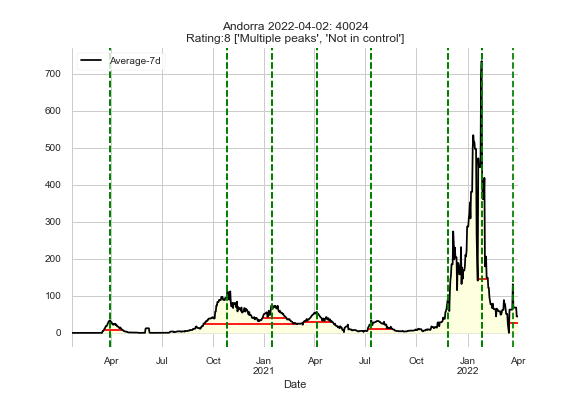 Andorra 2022-04-02: 40024
Rating:8 ['Multiple peaks', 'Not in control']
Average-7d
700
600
500
400
300
200
100
0
Apr Jul Oct Jan Apr Jul Oct Jan Apr
2021 2022
Date